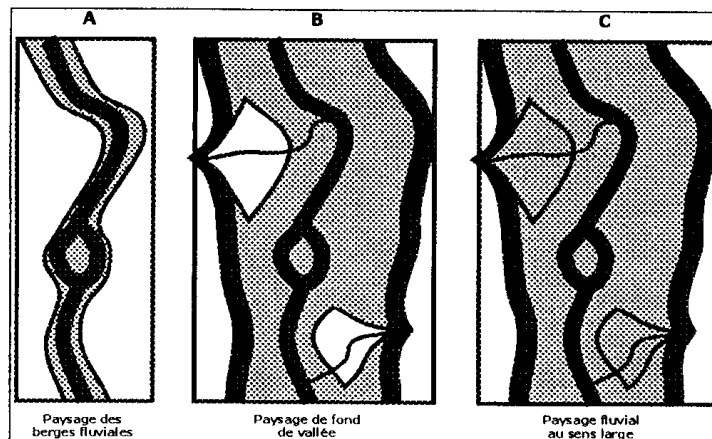 A
B
C
Paysage des
berges fluviales
Paysage de fond
de vallée
Paysage fluvial
au sens large